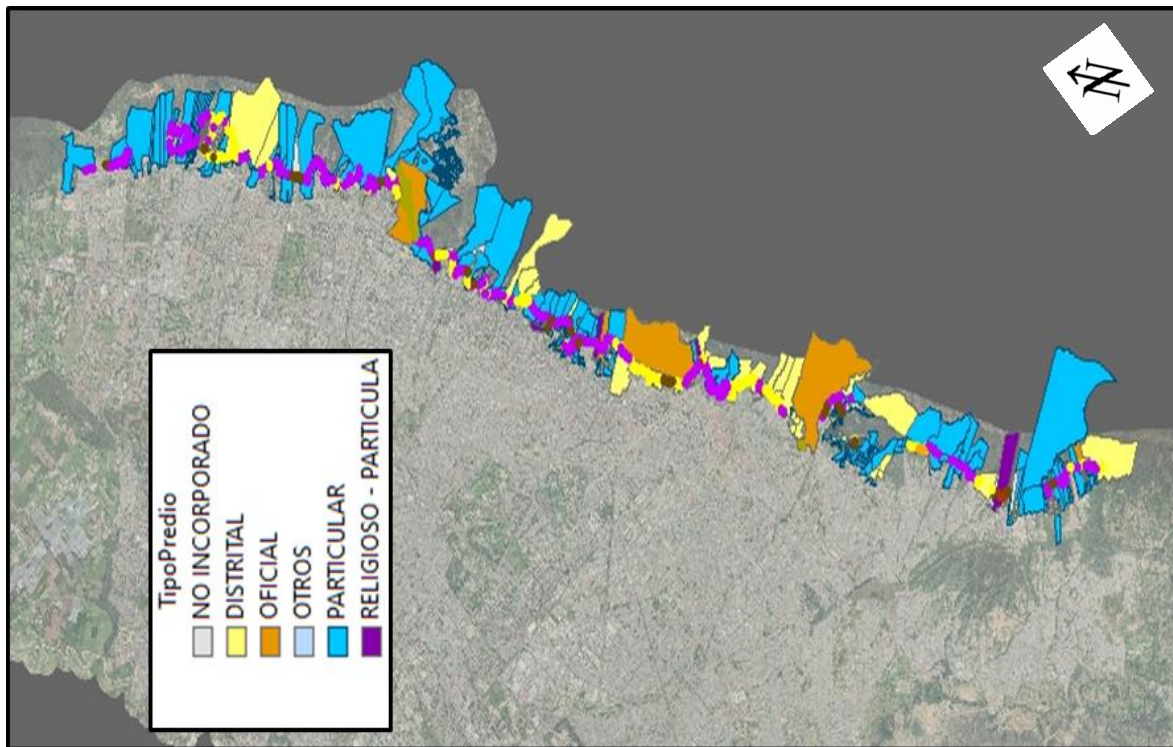 TipoPredio
NO INCORPORADO
DISTRITAL
OFICIAL
OTROS
PARTICULAR
RELIGIOSO - PARTICULA
N